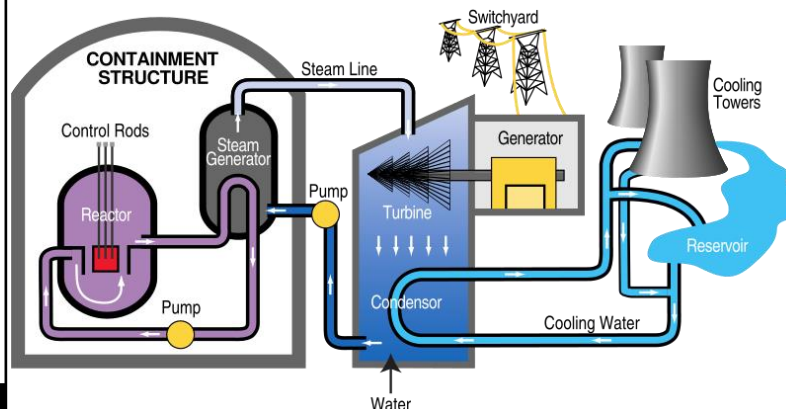 Switchyard
CONTAINMENT
STRUCTURE
Steam Line
Cooling
Towers
Control Rods
Steam
Generator
Generator
Pump
Reactor
Turbine
Reservoir
Pump
Condensor
Cooling Water
Water